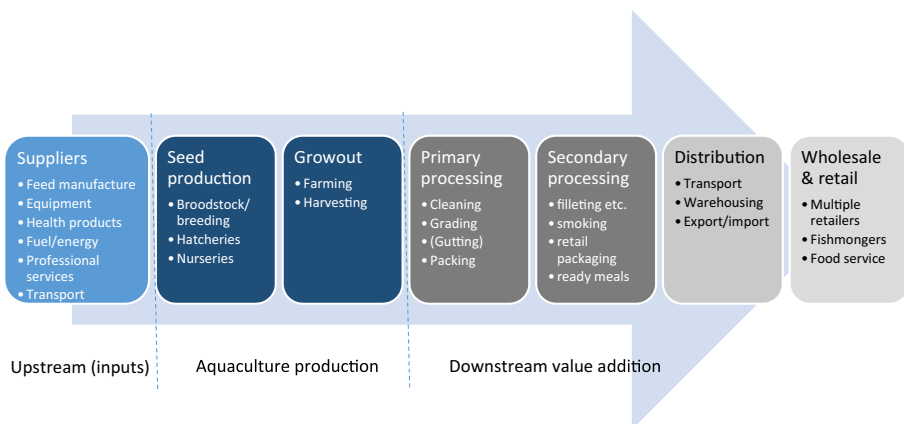 Suppliers
• Feed manufacture
• Equipment
• Health products
• Fuel/energy
• Professional
services
• Transport
Seed
production
• Broodstock/
breeding
• Hatcheries
• Nurseries
Growout
• Farming
• Harvesting
Primary
processing
• Cleaning
• Grading
• (Gutting)
• Packing
Secondary
processing
• filleting etc.
• smoking
• retail
packaging
• ready meals
Distribution
• Transport
• Warehousing
• Export/import
Wholesale
& retail
• Multiple
retailers
• Fishmongers
• Food service
Upstream (inputs)
Aquaculture production
Downstream value addition